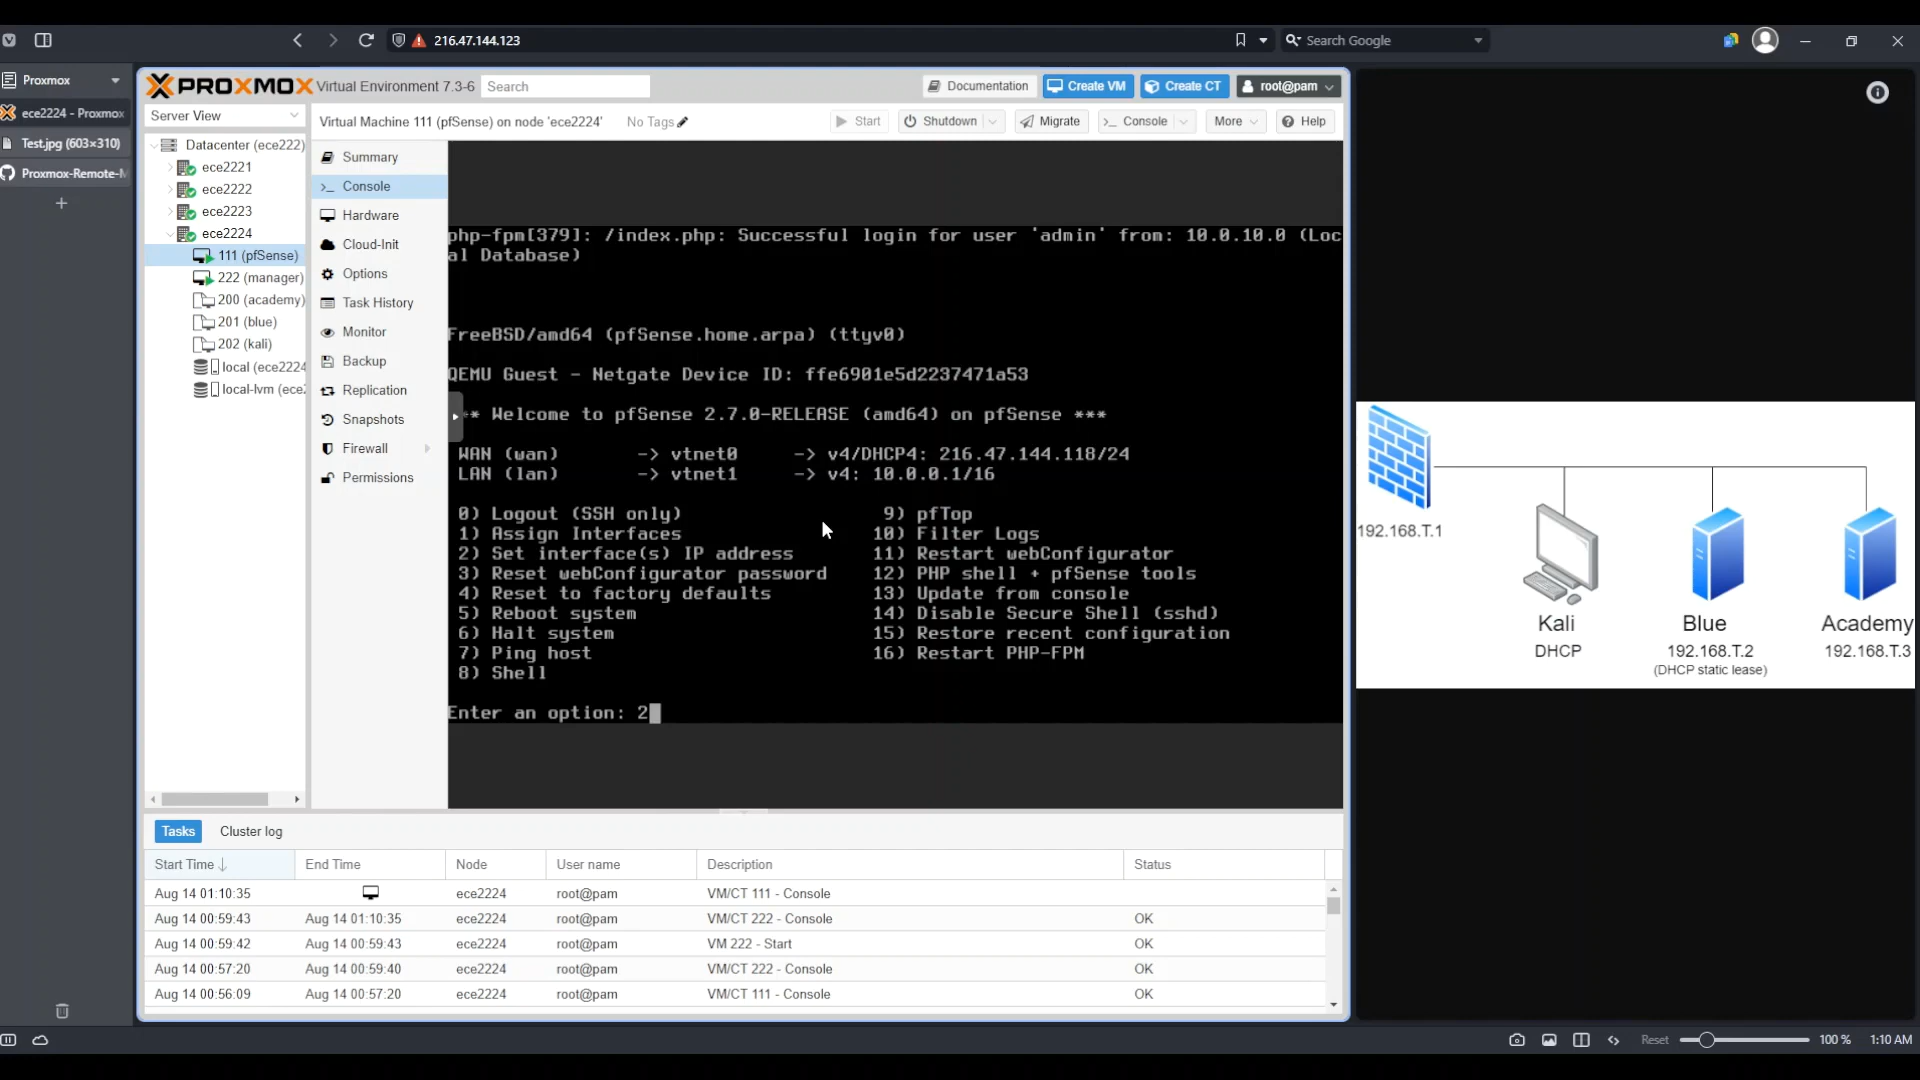 216.47.144.123
Search Google
Proxmox
ece2224 - Proxmox
Test.jpg (603×310)
Proxmox-Remote-M
PROXMOX Virtual Environment 7.3-6
Search
Documentation
Create VM
Create CT
root@pam
Server View
Virtual Machine 111 (pfSense) on node 'ece2224'
No Tags
Start
Shutdown
Migrate
Console
More
Help
Datacenter (ece222)
ece2221
ece2222
ece2223
ece2224
111 (pfSense)
222 (manager)
200 (academy)
201 (blue)
202 (kali)
local (ece2224
local-lvm (ece
Summary
Console
Hardware
Cloud-Init
Options
Task History
Monitor
Backup
Replication
Snapshots
Firewall
Permissions
php-fpm[379]: /index.php: Successful login for user 'admin' from: 10.0.10.0 (Loc
al Database)
FreeBSD/amd64 (pfSense.home.arpa) (ttyv0)
QEMU Guest - Netgate Device ID: ffe6901e5d2237471a53
** Welcome to pfSense 2.7.0-RELEASE (amd64) on pfSense ***
WAN (wan) -> vtnet0 -> v4/DHCP4: 216.47.144.118/24
LAN (lan) -> vtnet1 -> v4: 10.0.0.1/16
0) Logout (SSH only) 9) pfTop
1) Assign Interfaces 10) Filter Logs
2) Set interface(s) IP address 11) Restart webConfigurator
3) Reset webConfigurator password 12) PHP shell + pfSense tools
4) Reset to factory defaults 13) Update from console
5) Reboot system 14) Disable Secure Shell (sshd)
6) Halt system 15) Restore recent configuration
7) Ping host 16) Restart PHP-FPM
8) Shell
Enter an option: 2
192.168.T.1
Kali
DHCP
Blue
192.168.T.2
(DHCP static lease)
Academy
192.168.T.3
Tasks
Cluster log
Start Time End Time Node User name Description Status
Aug 14 01:10:35 ece2224 root@pam VM/CT 111 - Console
Aug 14 00:59:43 Aug 14 01:10:35 ece2224 root@pam VM/CT 222 - Console OK
Aug 14 00:59:42 Aug 14 00:59:43 ece2224 root@pam VM 222 - Start OK
Aug 14 00:57:20 Aug 14 00:59:40 ece2224 root@pam VM/CT 222 - Console OK
Aug 14 00:56:09 Aug 14 00:57:20 ece2224 root@pam VM/CT 111 - Console OK
Reset
100 %
1:10 AM